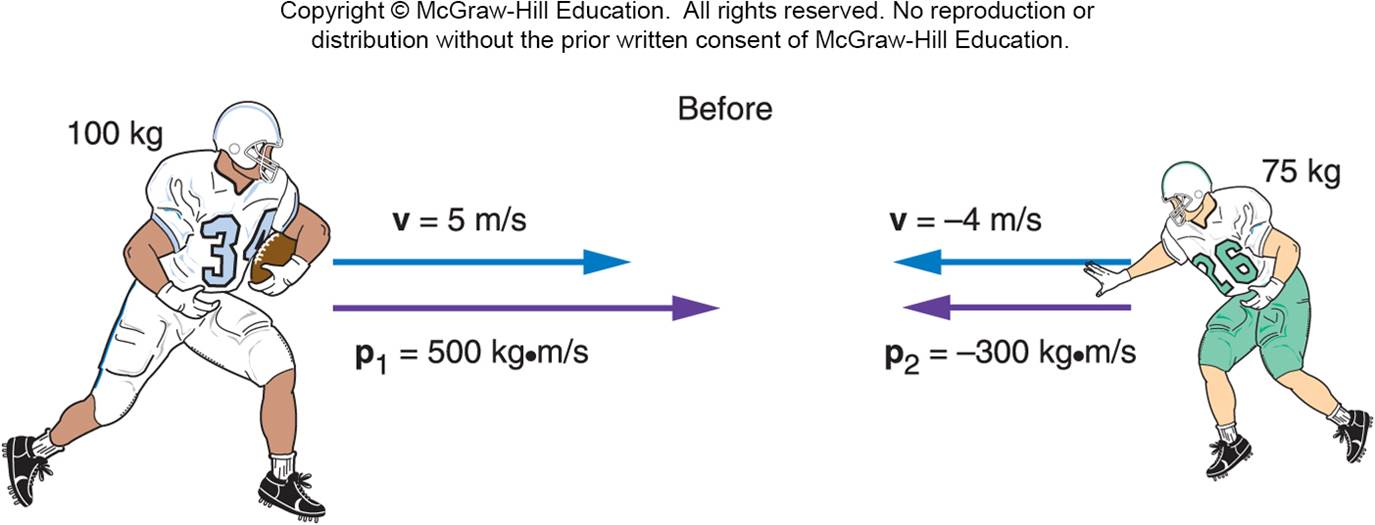 Copyright © McGraw-Hill Education.  All rights reserved. No reproduction or
distribution without the prior written consent of McGraw-Hill Education.
Before
100 kg
75 kg
v = 5 m/s
v = –4 m/s
34
26
p₁ = 500 kg•m/s
p₂ = –300 kg•m/s